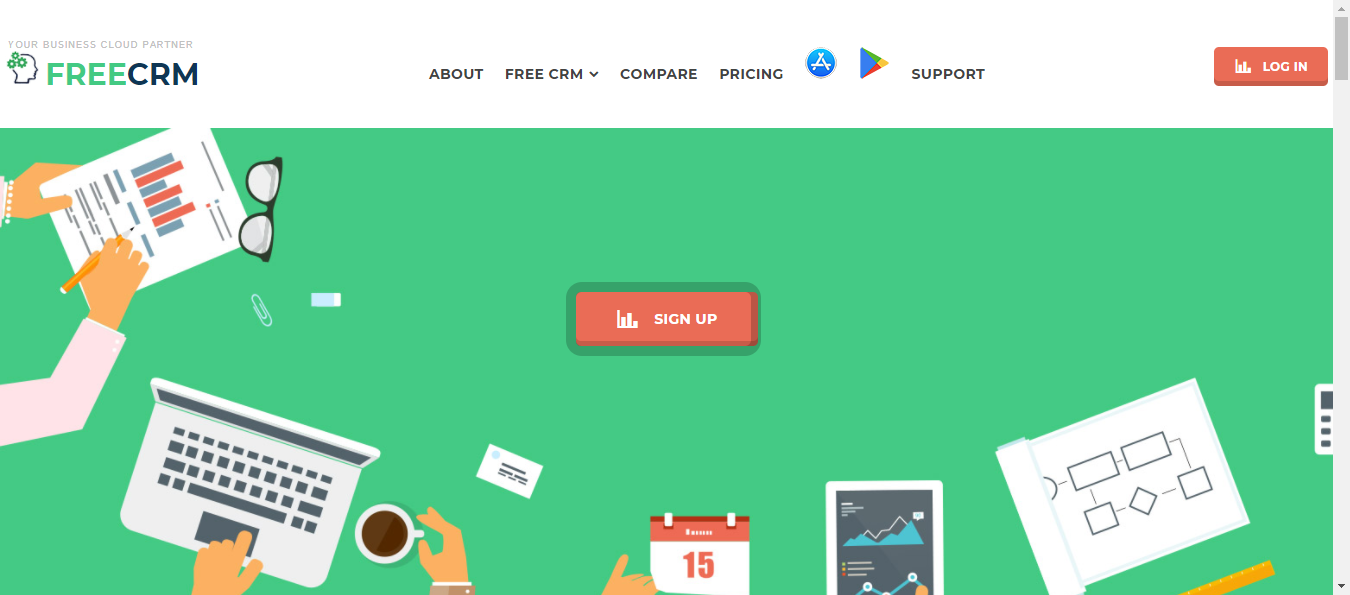 YOUR BUSINESS CLOUD PARTNER
FREECRM
ABOUT
FREE CRM
COMPARE
PRICING
SUPPORT
LOG IN
SIGN UP
15